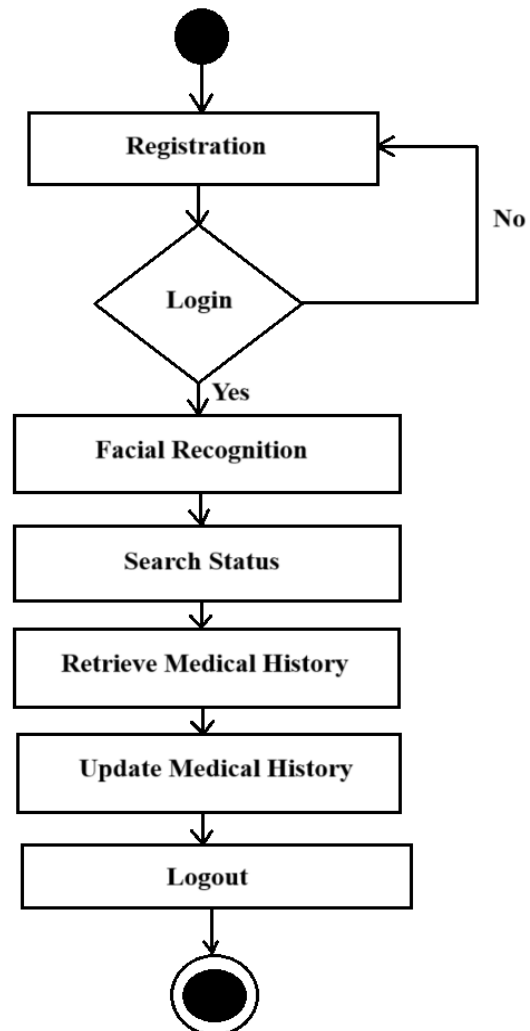 Registration
No
Login
Yes
Facial Recognition
Search Status
Retrieve Medical History
Update Medical History
Logout